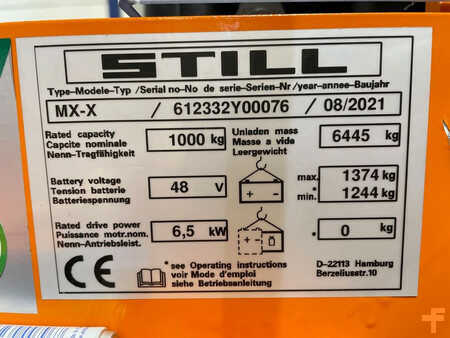 STILL
Type-Modele-Typ /Serial no-No de serie-Serien-Nr /year-annee-Baujahr
MX-X / 612332Y00076 / 08/2021
Rated capacity
Capcite nominale
Nenn-Tragfähigkeit
1000 kg
Unladen mass
Masse a vide
Leergewicht
6445 kg
Battery voltage
Tension batterie
Batteriespannung
48 V
+ -
max. 1374 kg
min.* 1244 kg
Rated drive power
Puissance motr.nom.
Nenn-Antriebsleist.
6,5 kW
* 0 kg
CE
*see Operating instructions
voir Mode d'emploi
siehe Betriebsanleitung
D-22113 Hamburg
Berzeliusstr.10